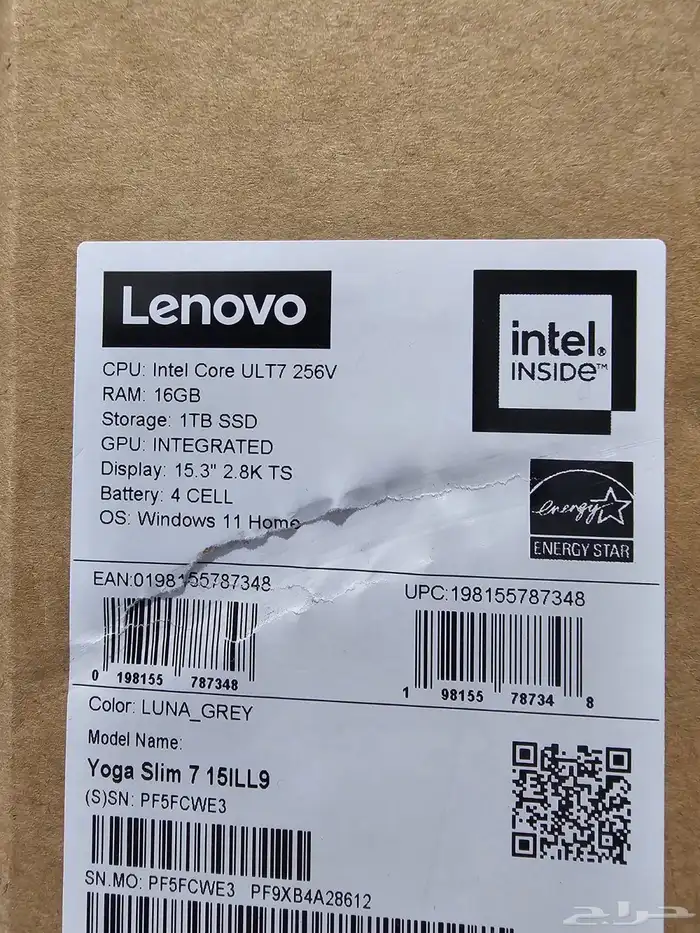 Lenovo
intel®
INSIDE™
CPU: Intel Core ULT7 256V
RAM: 16GB
Storage: 1TB SSD
GPU: INTEGRATED
Display: 15.3" 2.8K TS
Battery: 4 CELL
OS: Windows 11 Home
energy
ENERGY STAR
EAN:0198155787348
UPC:198155787348
0 198155 787348
1 98155 78734 8
Color: LUNA_GREY
Model Name:
Yoga Slim 7 15ILL9
(S)SN: PF5FCWE3
SN.MO: PF5FCWE3 PF9XB4A28612
حراج